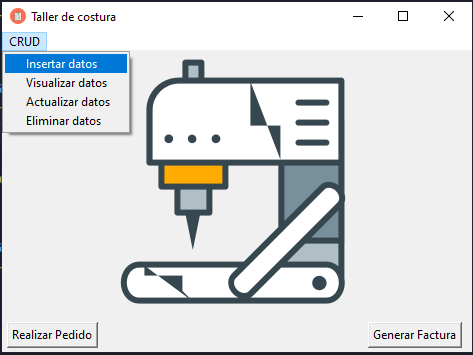 Taller de costura
CRUD
Insertar datos
Visualizar datos
Actualizar datos
Eliminar datos
Realizar Pedido
Generar Factura